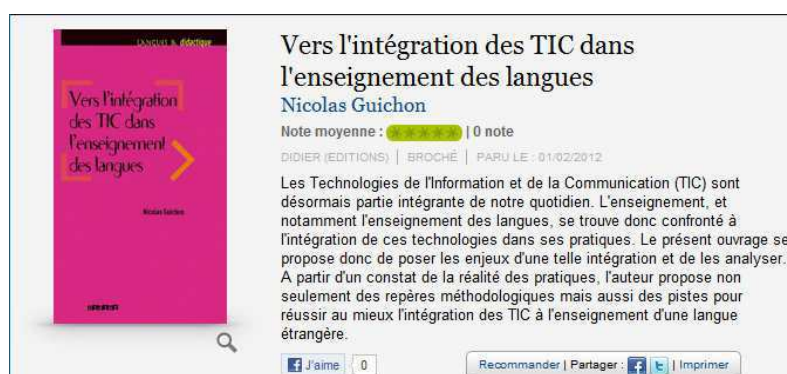 LANGUES & didactique
Vers l'intégration
des TIC dans
l'enseignement
des langues
Nicolas Guichon
Vers l'intégration des TIC dans
l'enseignement des langues
Nicolas Guichon
Note moyenne : | 0 note
DIDIER (EDITIONS) | BROCHÉ | PARU LE : 01/02/2012
Les Technologies de l'Information et de la Communication (TIC) sont
désormais partie intégrante de notre quotidien. L'enseignement, et
notamment l'enseignement des langues, se trouve donc confronté à
l'intégration de ces technologies dans ses pratiques. Le présent ouvrage se
propose donc de poser les enjeux d'une telle intégration et de les analyser.
A partir d'un constat de la réalité des pratiques, l'auteur propose non
seulement des repères méthodologiques mais aussi des pistes pour
réussir au mieux l'intégration des TIC à l'enseignement d'une langue
étrangère.
J'aime 0
Recommander | Partager : | Imprimer